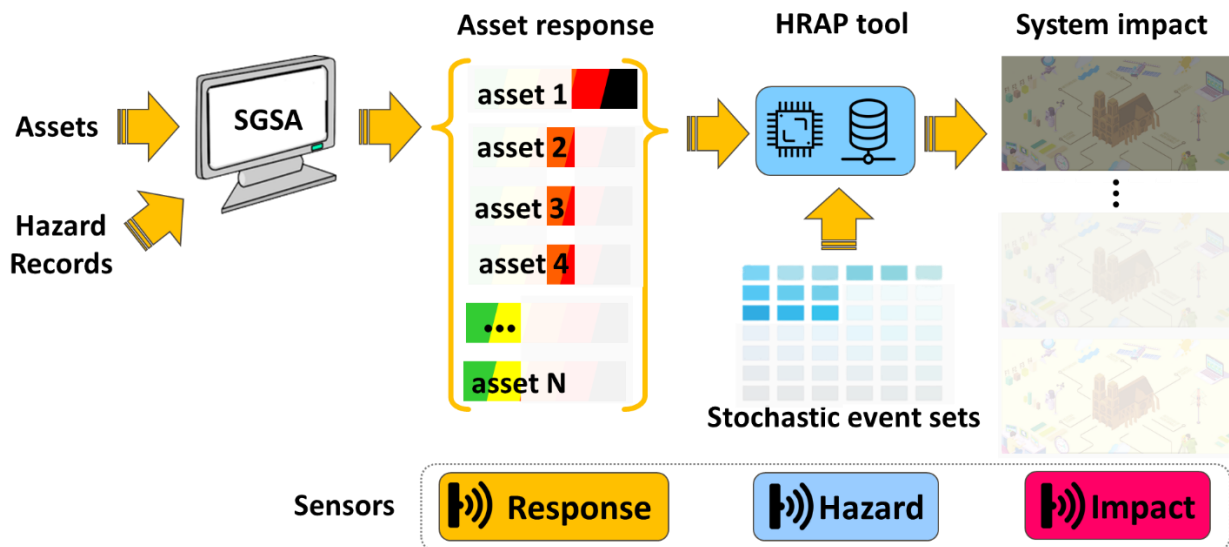 Asset response
HRAP tool
System impact
Assets
Hazard
Records
SGSA
asset 1
asset 2
asset 3
asset 4
...
asset N
...
Stochastic event sets
Sensors
Response
Hazard
Impact